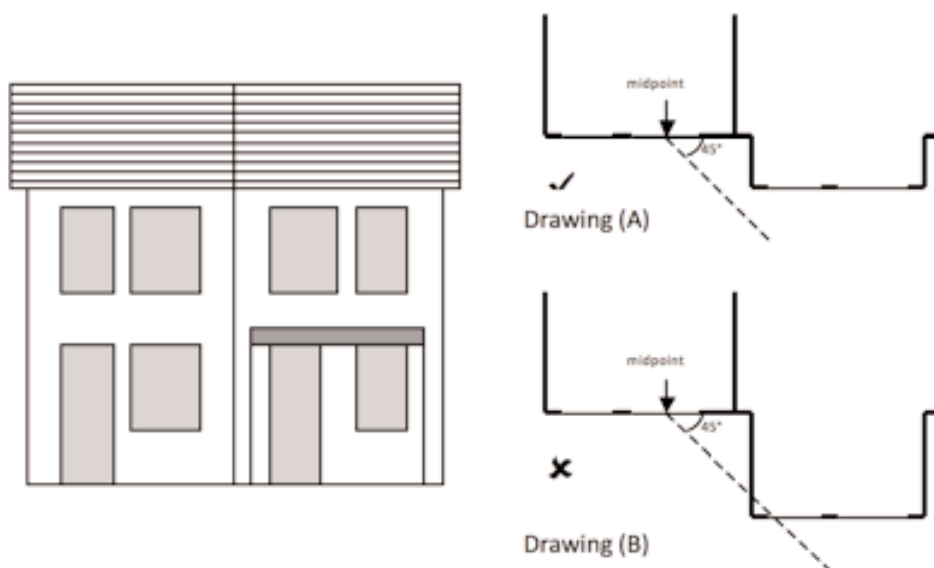 midpoint
45°
✓
Drawing (A)
midpoint
45°
✗
Drawing (B)